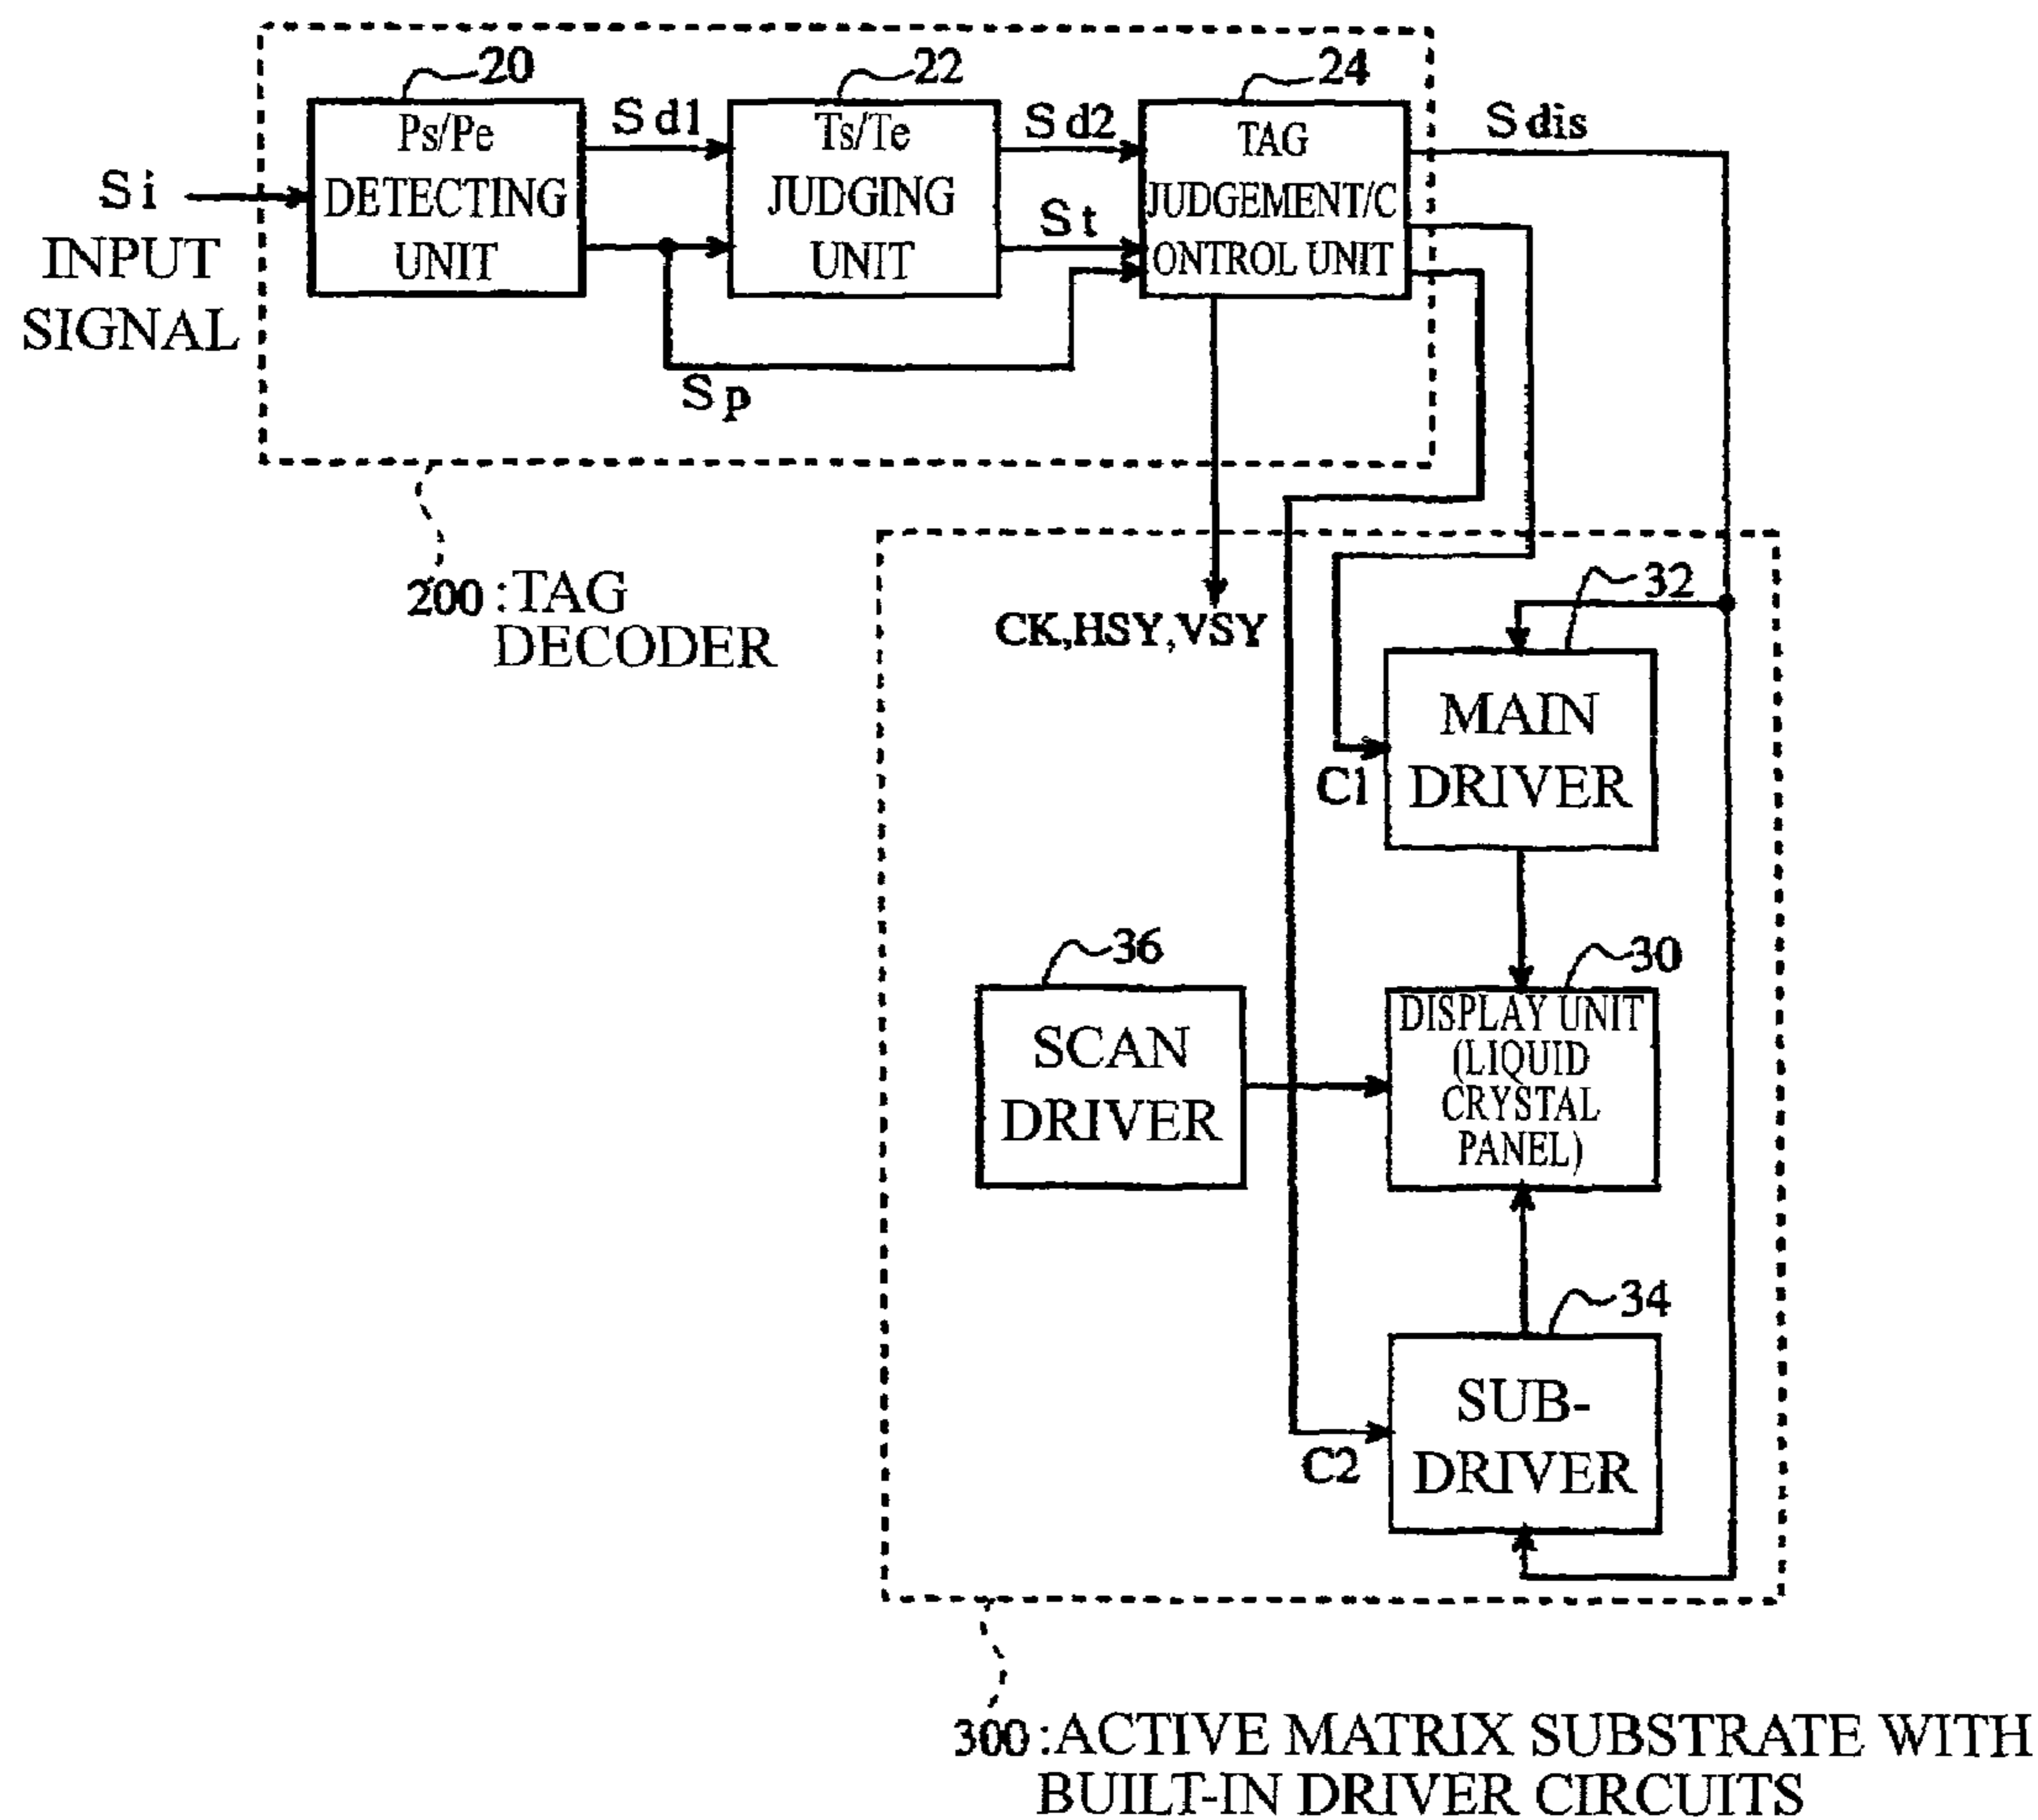 20
22
24
Sdis
Sd1
Sd2
Ps/Pe
DETECTING
UNIT
Ts/Te
JUDGING
UNIT
TAG
JUDGEMENT/C
ONTROL UNIT
Si
INPUT
SIGNAL
St
Sp
200 :TAG
DECODER
CK,HSY,VSY
32
MAIN
DRIVER
C1
36
SCAN
DRIVER
30
DISPLAY UNIT
(LIQUID
CRYSTAL
PANEL)
34
SUB-
DRIVER
C2
300 :ACTIVE MATRIX SUBSTRATE WITH
BUILT-IN DRIVER CIRCUITS